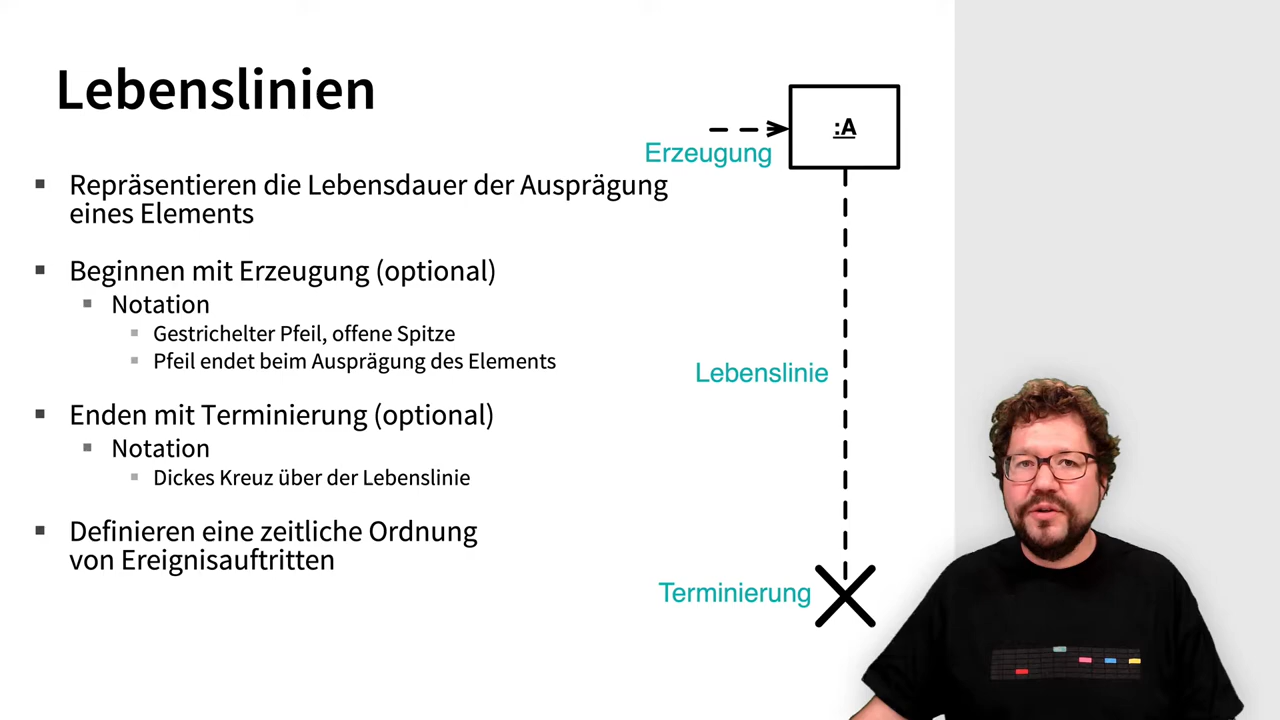 Lebenslinien
Repräsentieren die Lebensdauer der Ausprägung
eines Elements
Beginnen mit Erzeugung (optional)
Notation
Gestrichelter Pfeil, offene Spitze
Pfeil endet beim Ausprägung des Elements
Enden mit Terminierung (optional)
Notation
Dickes Kreuz über der Lebenslinie
Definieren eine zeitliche Ordnung
von Ereignisauftritten
:A
Erzeugung
Lebenslinie
Terminierung